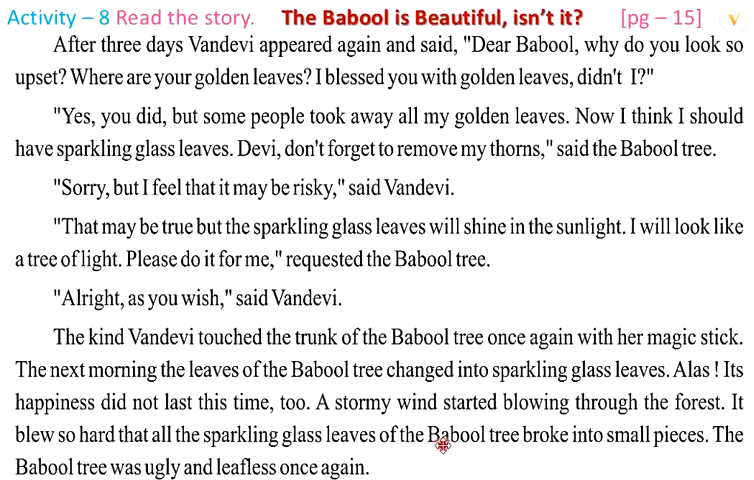 Activity – 8 Read the story. The Babool is Beautiful, isn't it? [pg – 15] V
After three days Vandevi appeared again and said, "Dear Babool, why do you look so
upset? Where are your golden leaves? I blessed you with golden leaves, didn't I?"
"Yes, you did, but some people took away all my golden leaves. Now I think I should
have sparkling glass leaves. Devi, don't forget to remove my thorns," said the Babool tree.
"Sorry, but I feel that it may be risky," said Vandevi.
"That may be true but the sparkling glass leaves will shine in the sunlight. I will look like
a tree of light. Please do it for me," requested the Babool tree.
"Alright, as you wish," said Vandevi.
The kind Vandevi touched the trunk of the Babool tree once again with her magic stick.
The next morning the leaves of the Babool tree changed into sparkling glass leaves. Alas ! Its
happiness did not last this time, too. A stormy wind started blowing through the forest. It
blew so hard that all the sparkling glass leaves of the Babool tree broke into small pieces. The
Babool tree was ugly and leafless once again.